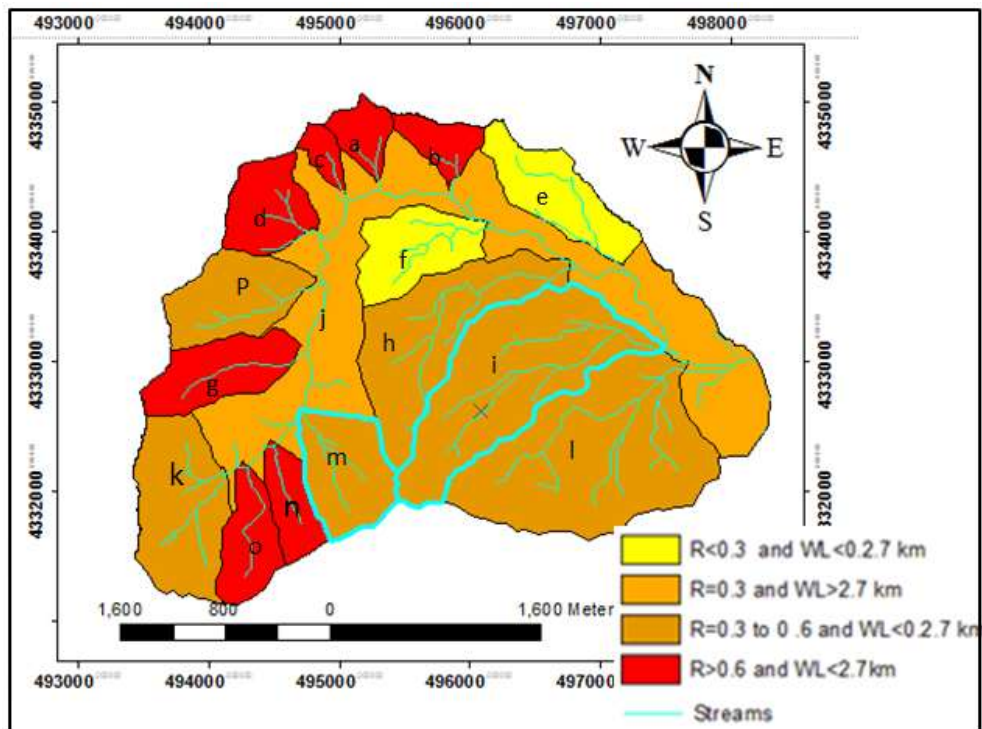 493000 494000 495000 496000 497000 498000
4335000
4334000
4333000
4332000
4335000
4334000
4333000
4332000
N
W E
S
a
b
c
d
e
f
P
j
h
i
g
k
m
l
n
o
1,600 800 0 1,600 Meter
R<0.3 and WL<0.2.7 km
R=0.3 and WL>2.7 km
R=0.3 to 0 .6 and WL<0.2.7 kn
R>0.6 and WL<2.7km
Streams
493000 494000 495000 496000 497000